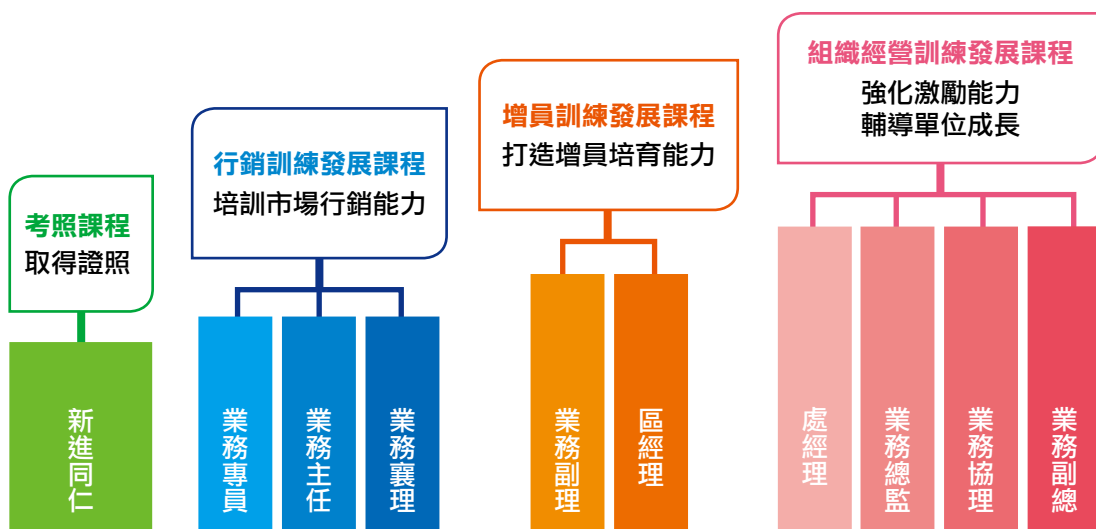 考照課程
取得證照
新進同仁
行銷訓練發展課程
培訓市場行銷能力
業務專員
業務主任
業務襄理
增員訓練發展課程
打造增員培育能力
業務副理
區經理
組織經營訓練發展課程
強化激勵能力
輔導單位成長
處經理
業務總監
業務協理
業務副總